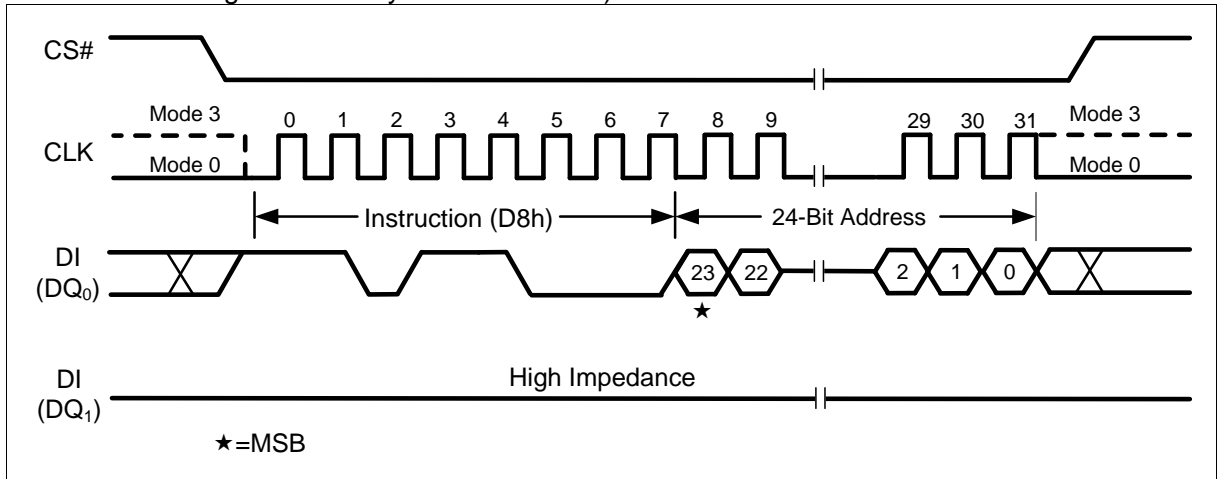 CS#
Mode 3
0 1 2 3 4 5 6 7 8 9 29 30 31
Mode 3
CLK
Mode 0
Mode 0
Instruction (D8h)
24-Bit Address
DI
(DQ₀)
23 22 2 1 0
★
DI
(DQ₁)
High Impedance
★=MSB